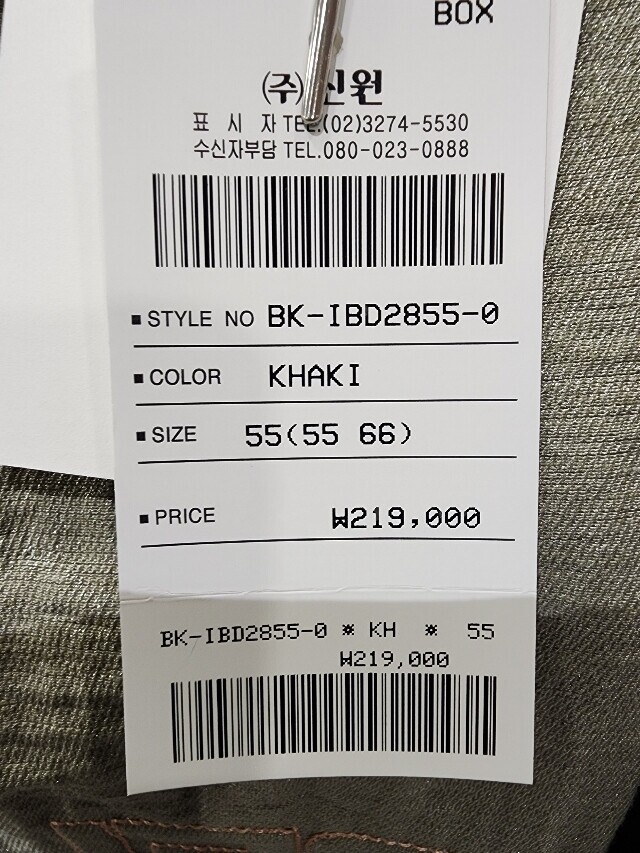 BOX
(주)신원
표 시 자 TEL.(02)3274-5530
수신자부담 TEL.080-023-0888
■ STYLE NO BK-IBD2855-0
■ COLOR KHAKI
■ SIZE 55(55 66)
■ PRICE ₩219,000
BK-IBD2855-0 * KH * 55
₩219,000